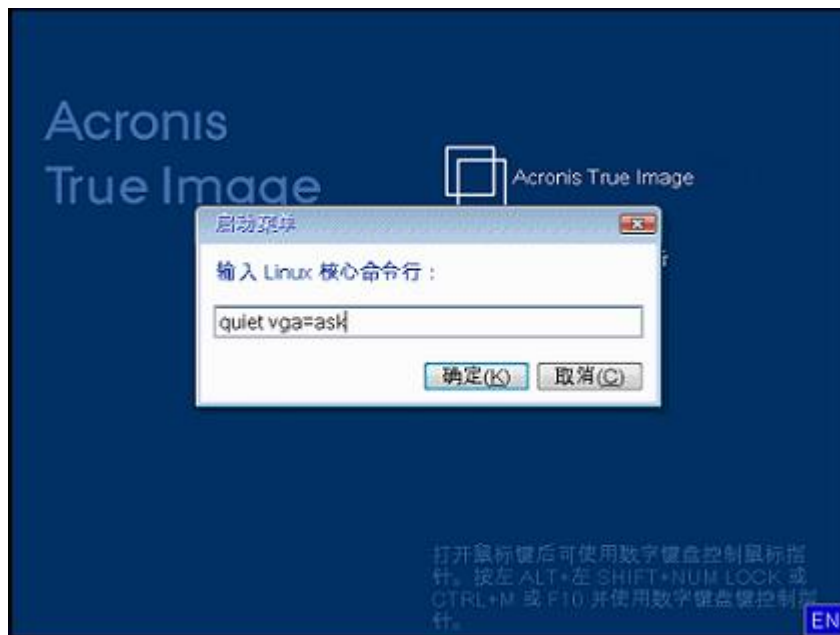 Acronis
True Image
Acronis True Image
启动菜单
输入 Linux 核心命令行：
quiet vga=ask
确定(K)
取消(C)
打开鼠标键后可使用数字键盘控制鼠标指
针。按左 ALT+左 SHIFT+NUM LOCK 或
CTRL+M 或 F10 并使用数字键盘键控制指
针。
EN